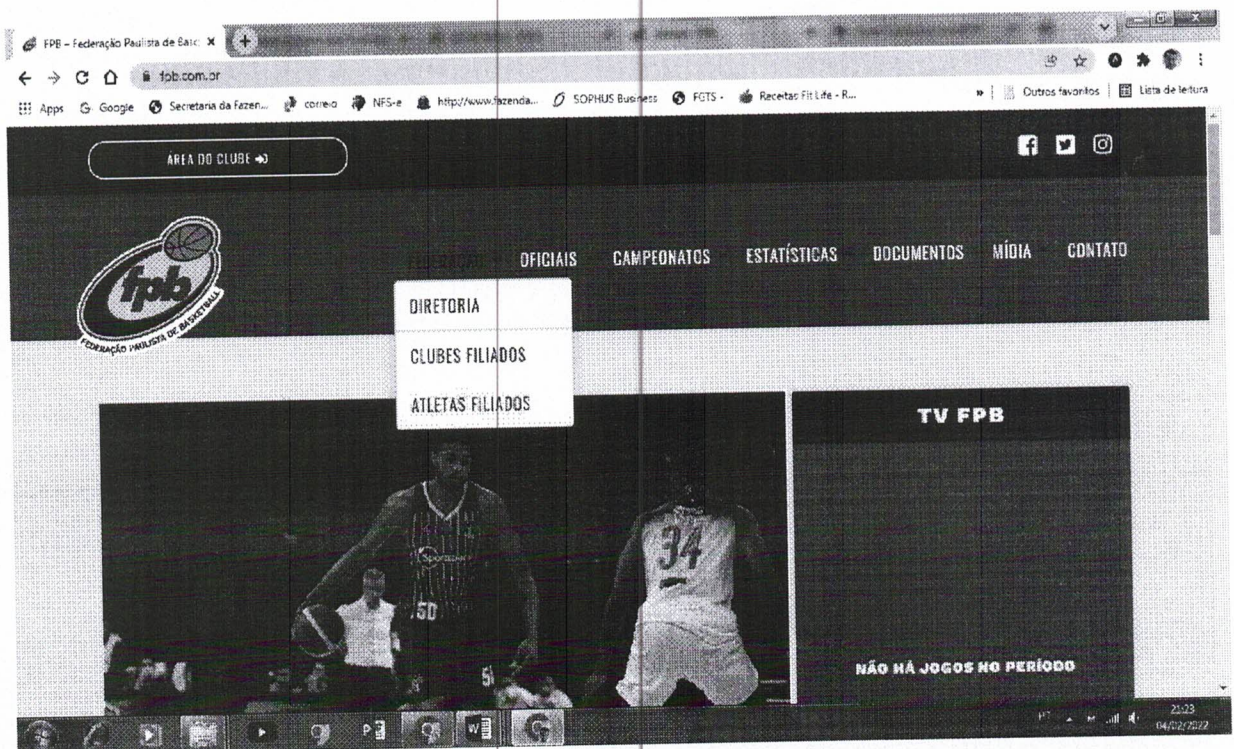 FPB – Federação Paulista de Basc
fpb.com.br
Apps Google Secretaria da Fazen... correio NFS-e http://www.fazenda... SOPHUS Business FGTS - Receitas Fit Life - R... » Outros favoritos Lista de leitura
ÁREA DO CLUBE
fpb
FEDERAÇÃO PAULISTA DE BASKETBALL
FEDERAÇÃO OFICIAIS CAMPEONATOS ESTATÍSTICAS DOCUMENTOS MÍDIA CONTATO
DIRETORIA
CLUBES FILIADOS
ATLETAS FILIADOS
TV FPB
34
50
NÃO HÁ JOGOS NO PERÍODO
PT
21:23
04/02/2022